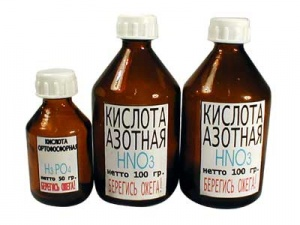 КИСЛОТА
ОРТОФОСФОРНАЯ
H3PO4
нетто 50 гр.
БЕРЕГИСЬ ОЖЕГА!
КИСЛОТА
АЗОТНАЯ
HNO3
нетто 100 гр.
БЕРЕГИСЬ ОЖЕГА!
КИСЛОТА
АЗОТНАЯ
HNO3
нетто 100 гр.
БЕРЕГИСЬ ОЖЕГА!